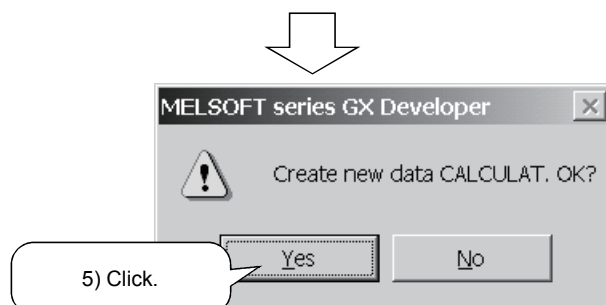 MELSOFT series GX Developer
Create new data CALCULAT. OK?
Yes No
5) Click.